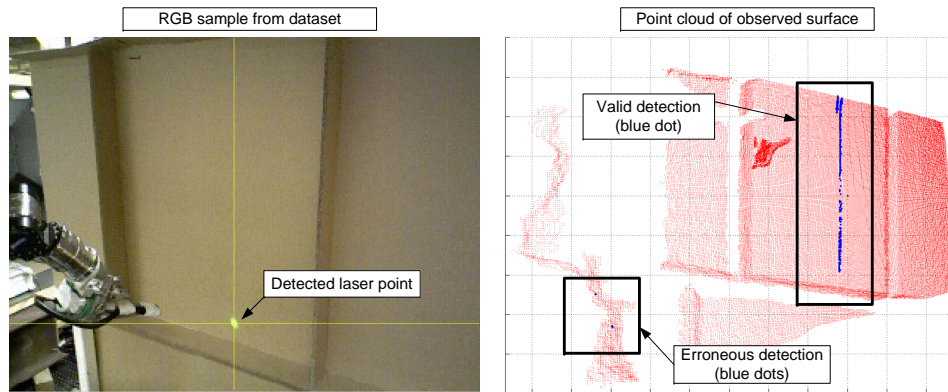 RGB sample from dataset
Point cloud of observed surface
Valid detection
(blue dot)
Detected laser point
Erroneous detection
(blue dots)